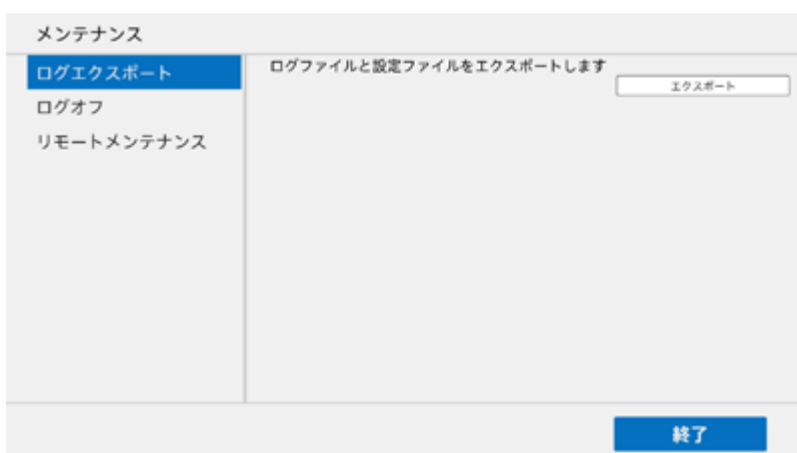 メンテナンス
ログエクスポート
ログオフ
リモートメンテナンス
ログファイルと設定ファイルをエクスポートします
エクスポート
終了